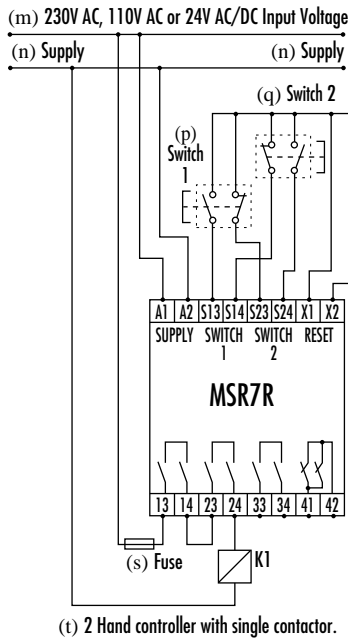 (m) 230V AC, 110V AC or 24V AC/DC Input Voltage
(n) Supply (n) Supply
(q) Switch 2
(p)
Switch
1
A1 A2 S13 S14 S23 S24 X1 X2
SUPPLY SWITCH 1 SWITCH 2 RESET
MSR7R
13 14 23 24 33 34 41 42
(s) Fuse
K1
(t) 2 Hand controller with single contactor.